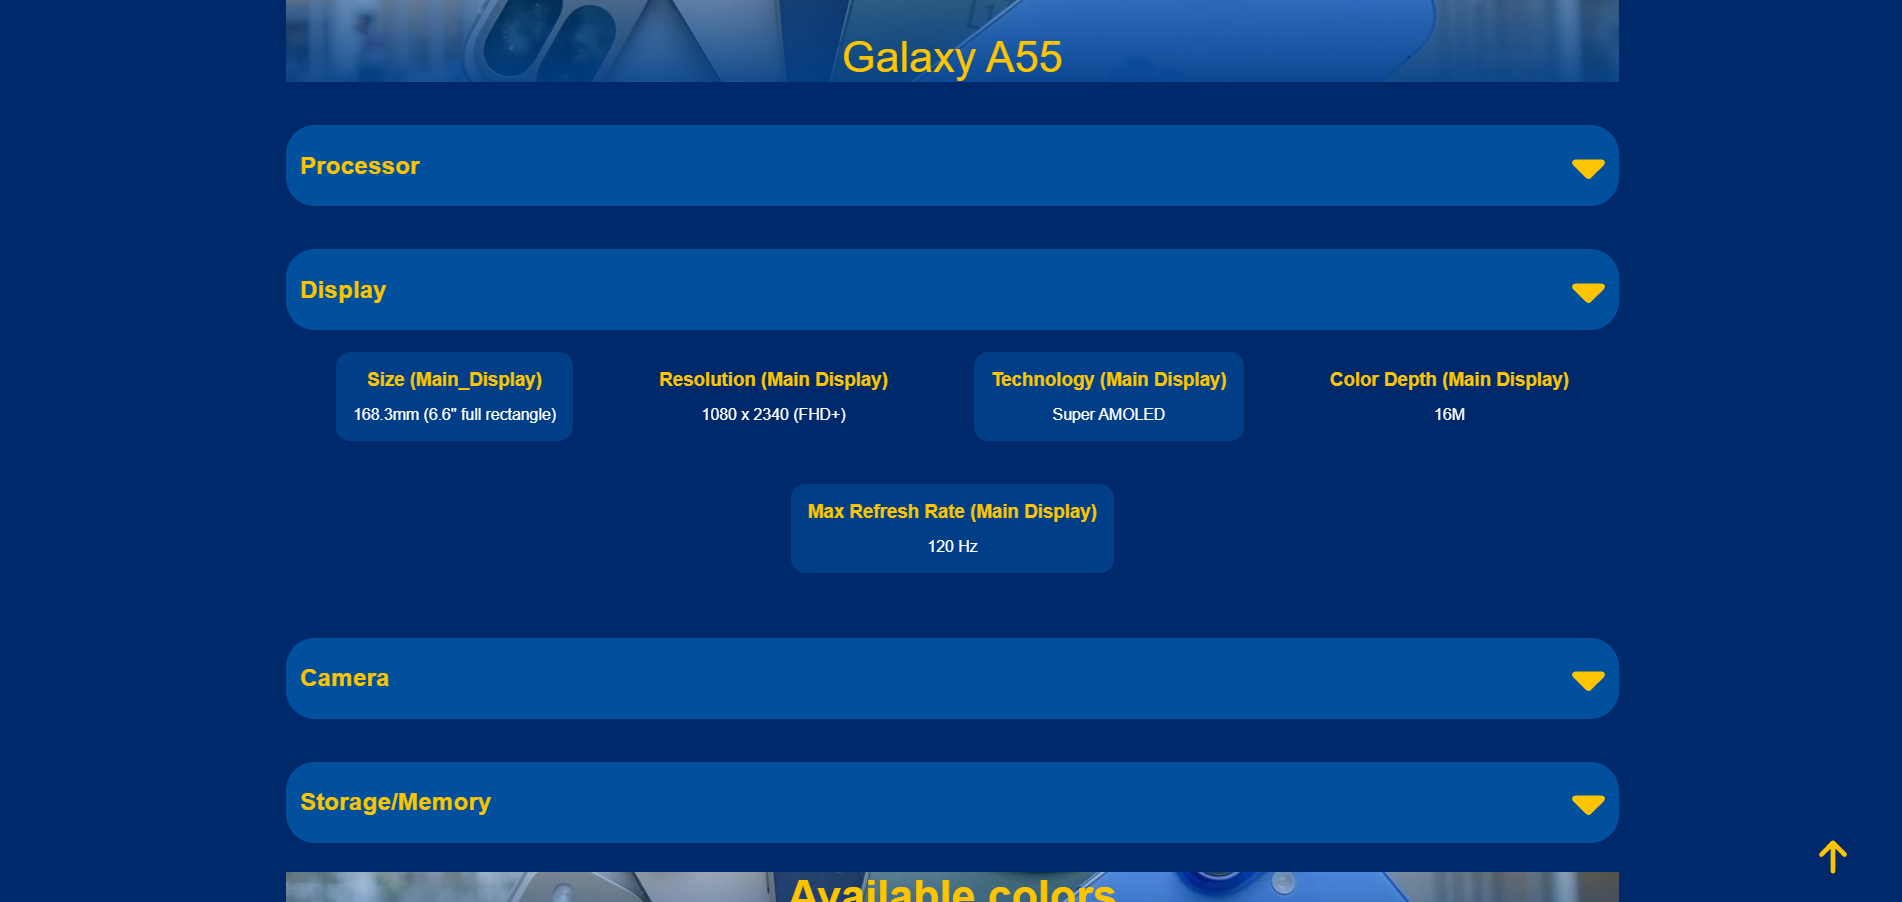 Galaxy A55
Processor
Display
Size (Main_Display)
168.3mm (6.6" full rectangle)
Resolution (Main Display)
1080 x 2340 (FHD+)
Technology (Main Display)
Super AMOLED
Color Depth (Main Display)
16M
Max Refresh Rate (Main Display)
120 Hz
Camera
Storage/Memory
Available colors